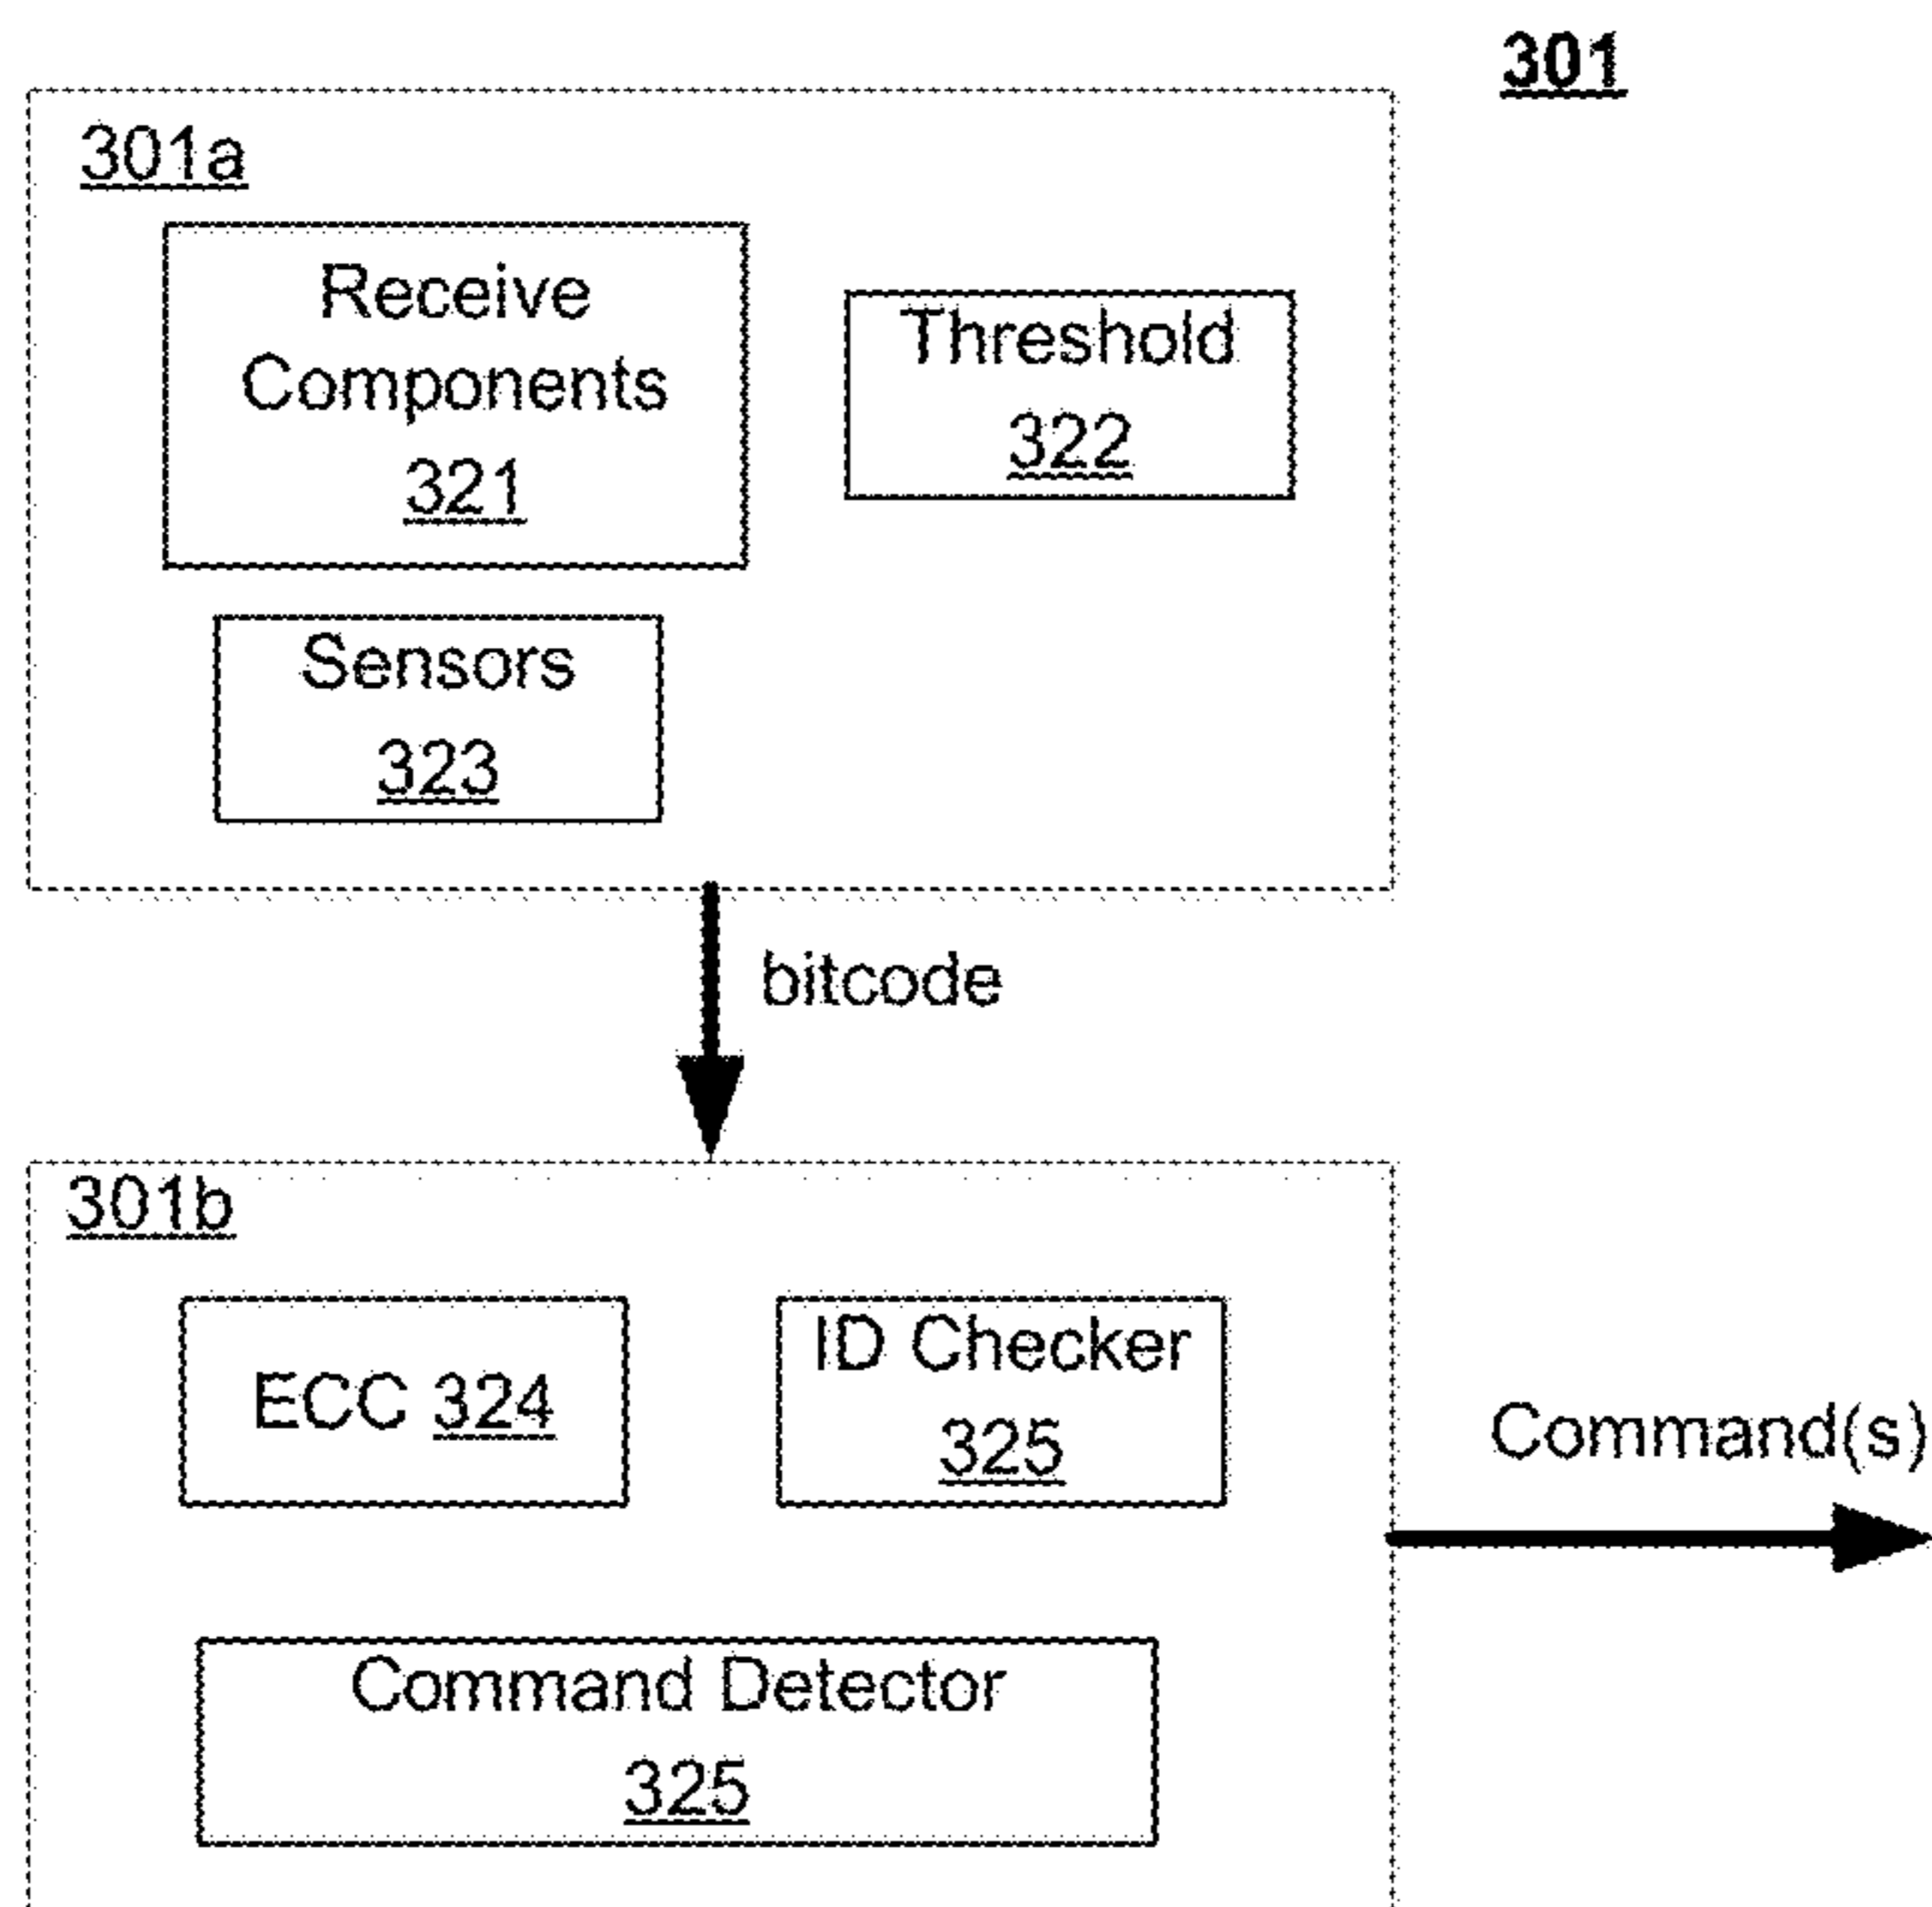 301
301a
Receive
Components
321
Threshold
322
Sensors
323
bitcode
301b
ECC 324
ID Checker
325
Command(s)
Command Detector
325